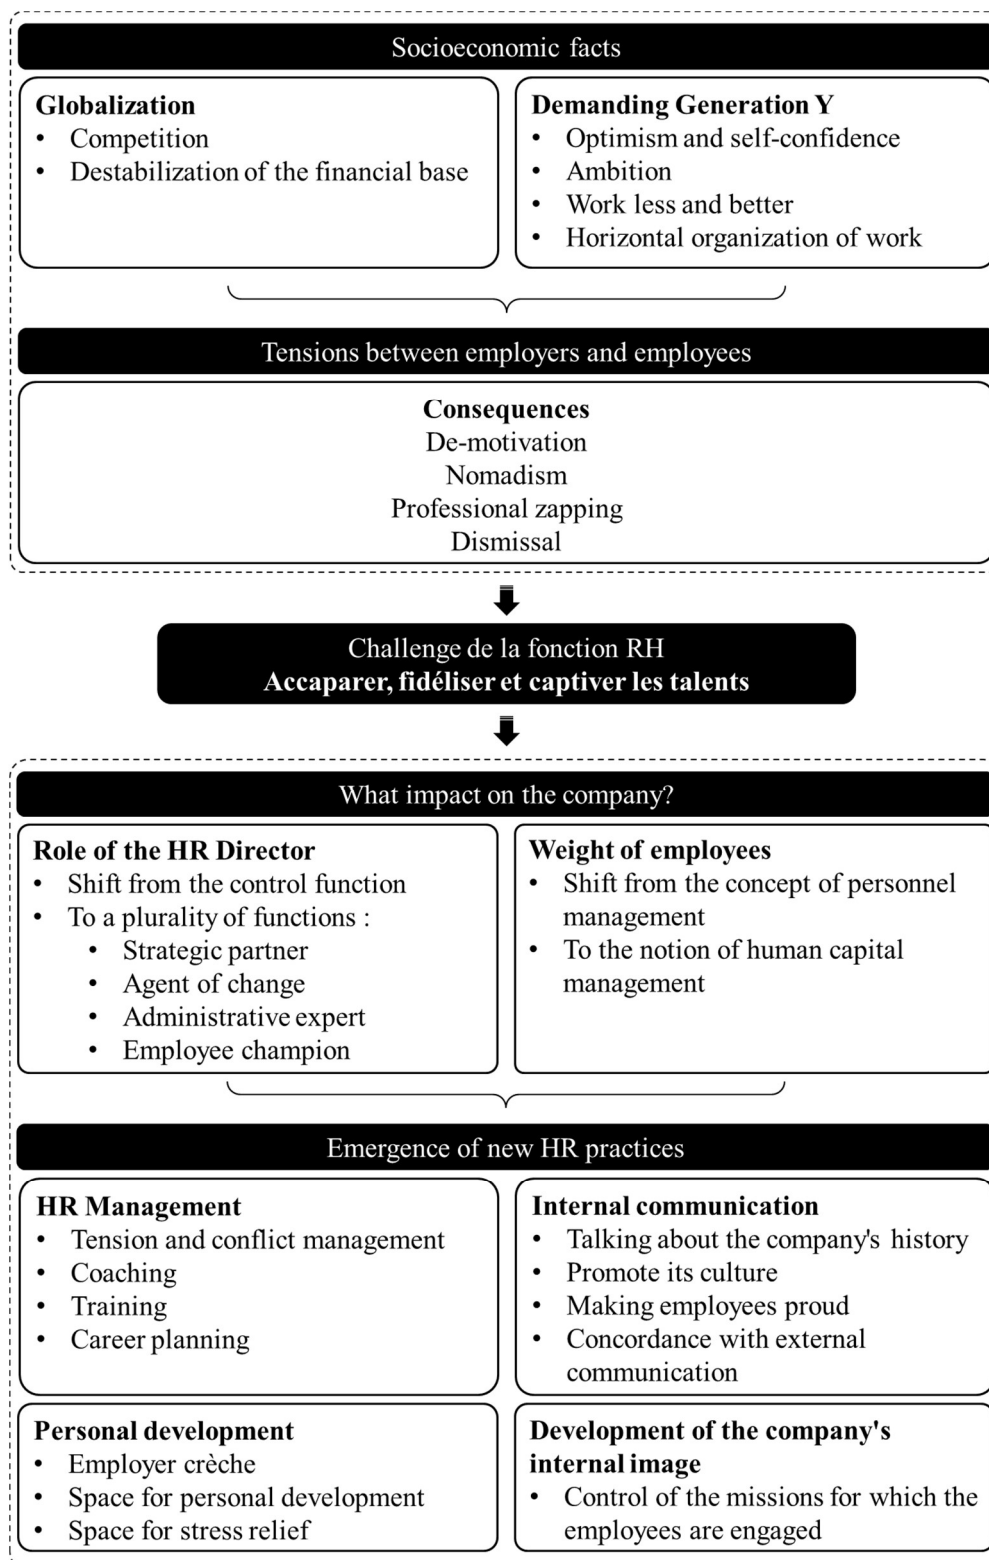 Socioeconomic facts
Globalization
• Competition
• Destabilization of the financial base
Demanding Generation Y
• Optimism and self-confidence
• Ambition
• Work less and better
• Horizontal organization of work
Tensions between employers and employees
Consequences
De-motivation
Nomadism
Professional zapping
Dismissal
Challenge de la fonction RH
Accaparer, fidéliser et captiver les talents
What impact on the company?
Role of the HR Director
• Shift from the control function
• To a plurality of functions :
• Strategic partner
• Agent of change
• Administrative expert
• Employee champion
Weight of employees
• Shift from the concept of personnel
management
• To the notion of human capital
management
Emergence of new HR practices
HR Management
• Tension and conflict management
• Coaching
• Training
• Career planning
Internal communication
• Talking about the company's history
• Promote its culture
• Making employees proud
• Concordance with external
communication
Personal development
• Employer crèche
• Space for personal development
• Space for stress relief
Development of the company's
internal image
• Control of the missions for which the
employees are engaged